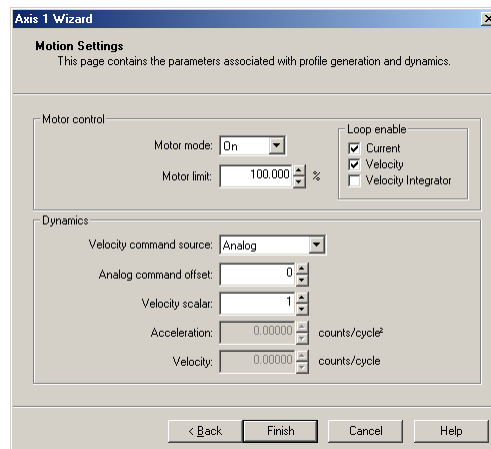 Axis 1 Wizard
Motion Settings
This page contains the parameters associated with profile generation and dynamics.
Motor control
Motor mode: On
Motor limit: 100.000 %
Loop enable
Current
Velocity
Velocity Integrator
Dynamics
Velocity command source: Analog
Analog command offset: 0
Velocity scalar: 1
Acceleration: 0.00000 counts/cycle²
Velocity: 0.00000 counts/cycle
< Back Finish Cancel Help